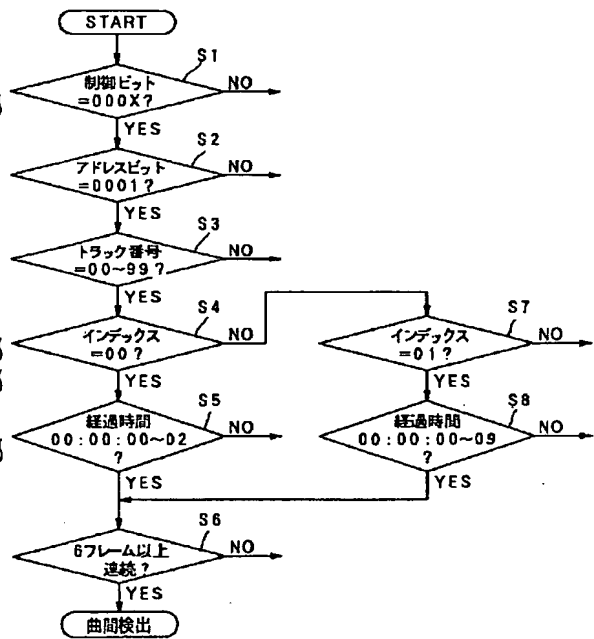 START
S1
制御ビット
=000X?
NO
YES
S2
アドレスビット
=0001?
NO
YES
S3
トラック番号
=00~99?
NO
YES
S4
インデックス
=00?
NO
YES
S7
インデックス
=01?
NO
YES
S5
経過時間
00:00:00~02
?
NO
YES
S8
経過時間
00:00:00~09
?
NO
YES
S6
6フレーム以上
連続?
NO
YES
曲間検出